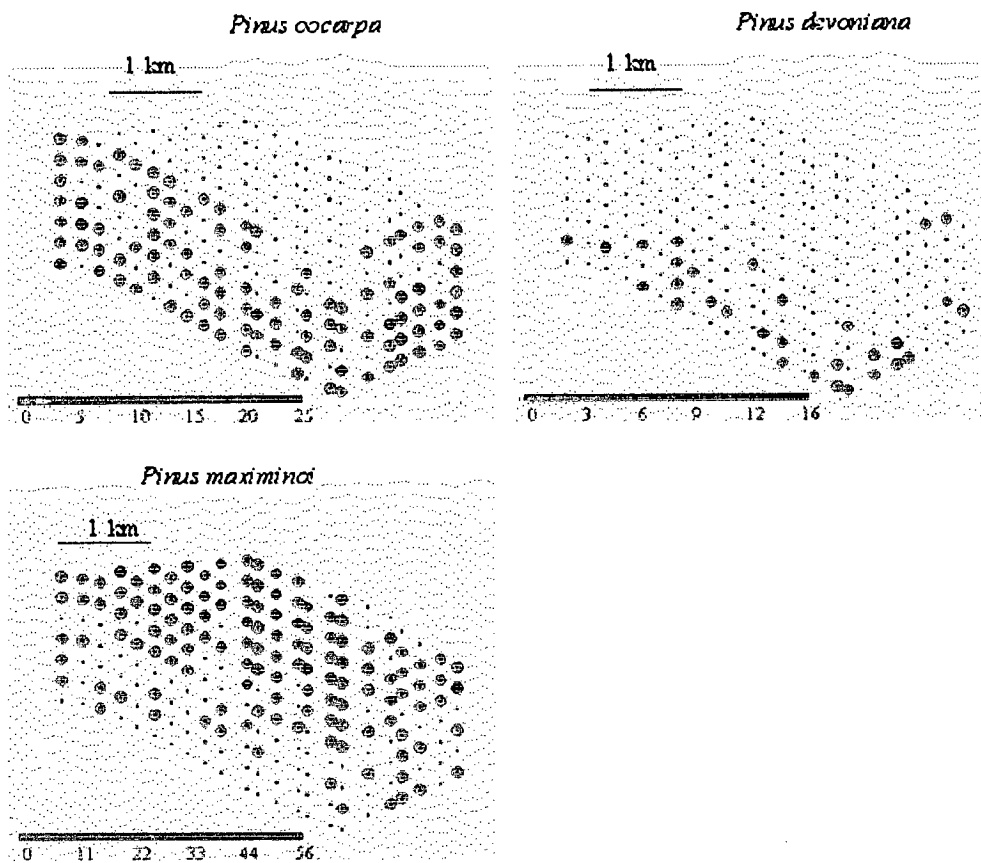 Pinus oocarpa
1 km
0 5 10 15 20 25
Pinus devoniana
1 km
0 3 6 9 12 16
Pinus maximinoi
1 km
0 11 22 33 44 56